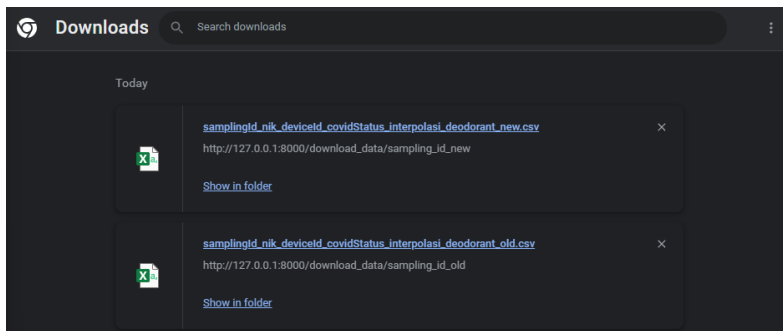 Downloads
Search downloads
Today
samplingId_nik_deviceId_covidStatus_interpolasi_deodorant_new.csv
http://127.0.0.1:8000/download_data/sampling_id_new
Show in folder
samplingId_nik_deviceId_covidStatus_interpolasi_deodorant_old.csv
http://127.0.0.1:8000/download_data/sampling_id_old
Show in folder